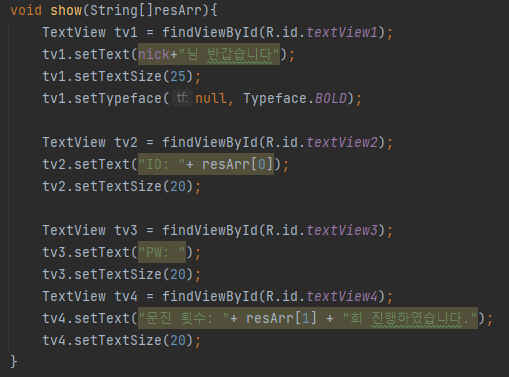 void show(String[]resArr){
TextView tv1 = findViewById(R.id.textView1);
tv1.setText(nick+"님 반갑습니다");
tv1.setTextSize(25);
tv1.setTypeface( tf: null, Typeface.BOLD);
TextView tv2 = findViewById(R.id.textView2);
tv2.setText("ID: "+ resArr[0]);
tv2.setTextSize(20);
TextView tv3 = findViewById(R.id.textView3);
tv3.setText("PW: ");
tv3.setTextSize(20);
TextView tv4 = findViewById(R.id.textView4);
tv4.setText("문진 횟수: "+ resArr[1] + "회 진행하였습니다.");
tv4.setTextSize(20);
}